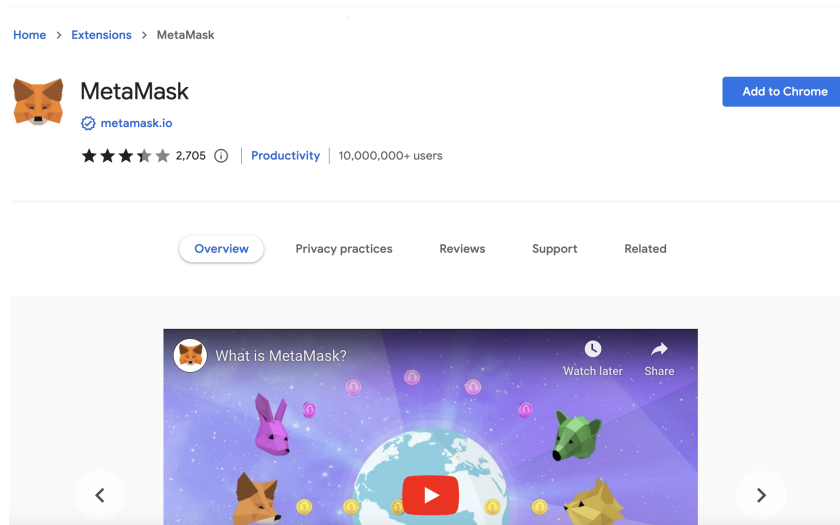 Home > Extensions > MetaMask
MetaMask
Add to Chrome
metamask.io
2,705 | Productivity | 10,000,000+ users
Overview Privacy practices Reviews Support Related
What is MetaMask?
Watch later Share